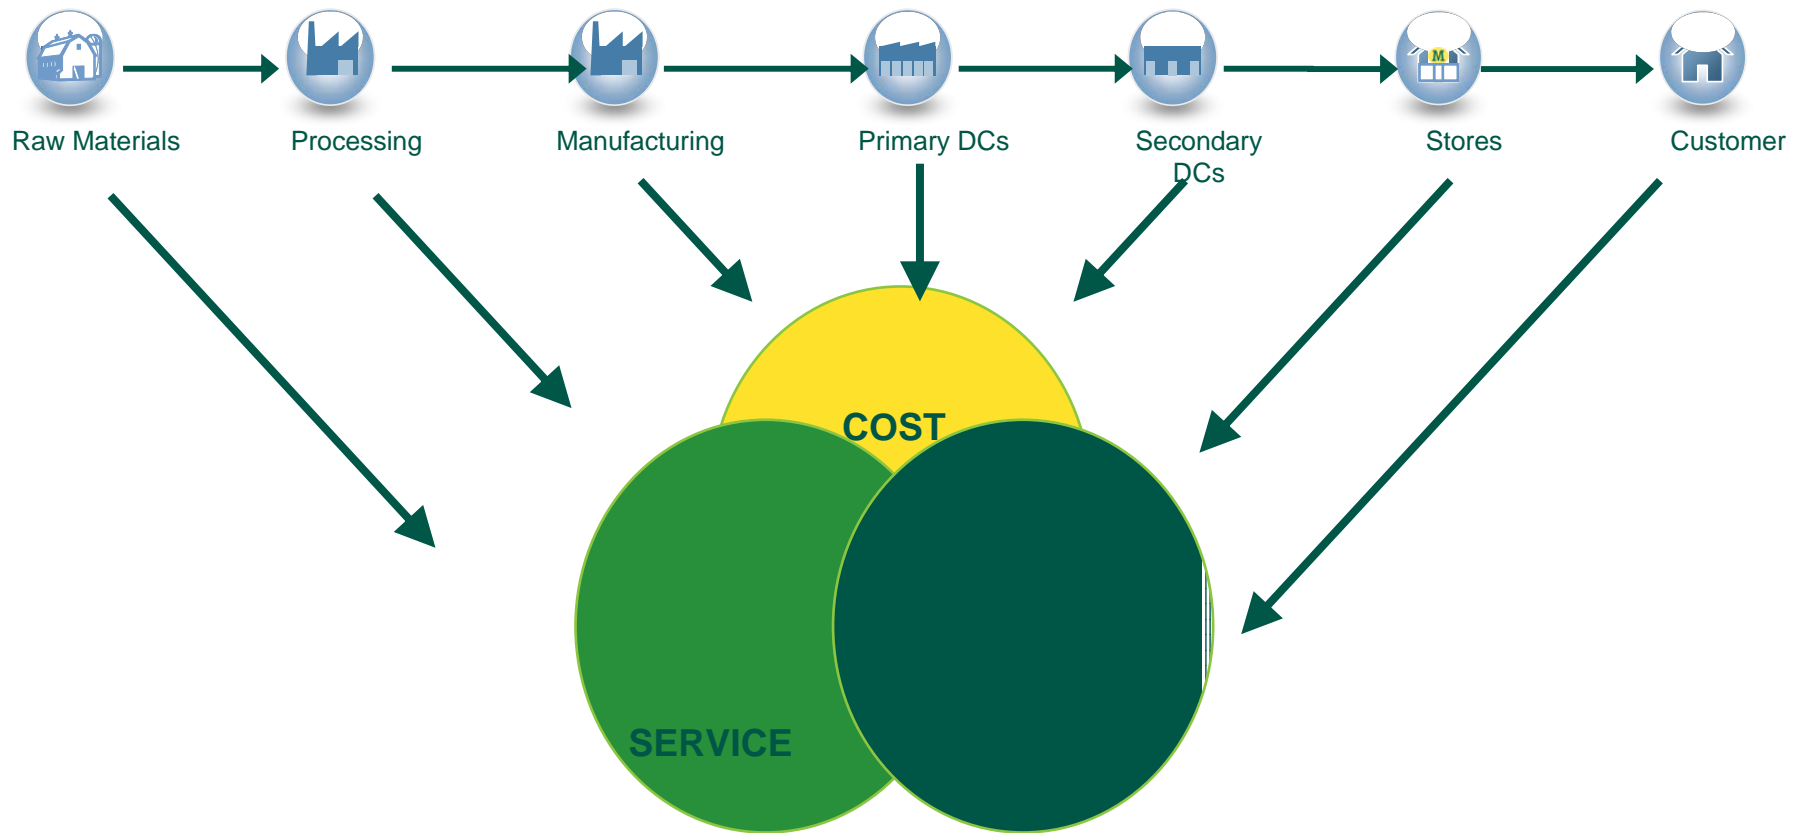 M
Raw Materials
Processing
Manufacturing
Primary DCs
Secondary
DCs
Stores
Customer
COST
SERVICE